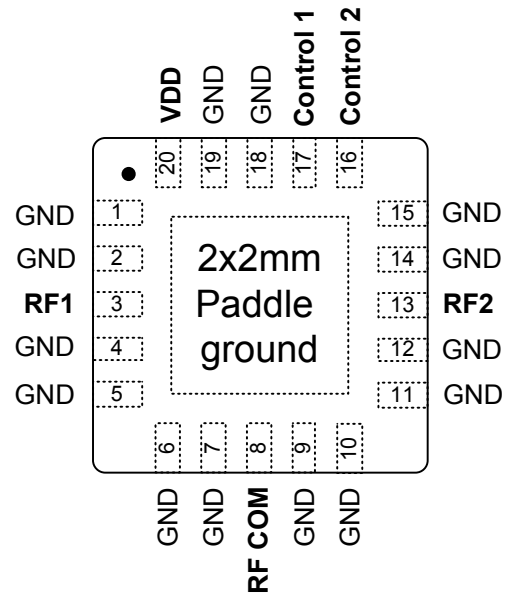 VDD GND GND Control 1 Control 2
20 19 18 17 16
GND 1 15 GND
GND 2 14 GND
RF1 3 13 RF2
GND 4 12 GND
GND 5 11 GND
2x2mm
Paddle
ground
6 7 8 9 10
GND GND RF COM GND GND